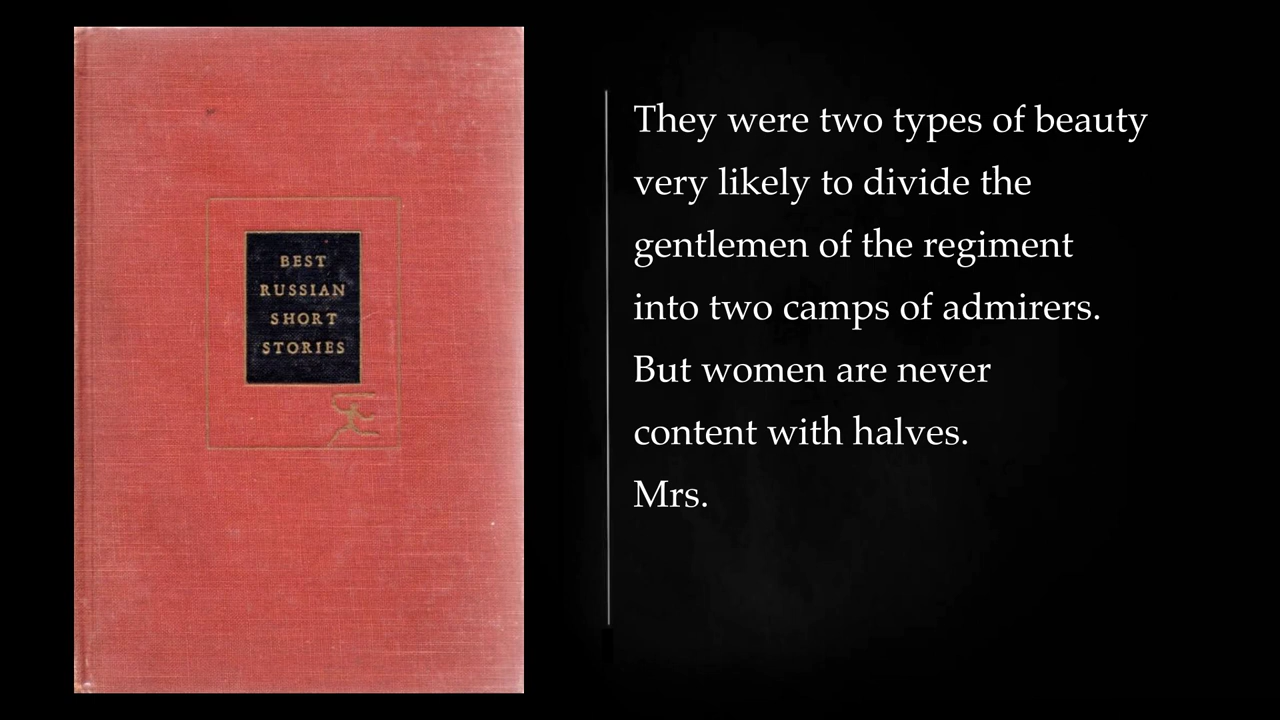 BEST
RUSSIAN
SHORT
STORIES
They were two types of beauty
very likely to divide the
gentlemen of the regiment
into two camps of admirers.
But women are never
content with halves.
Mrs.